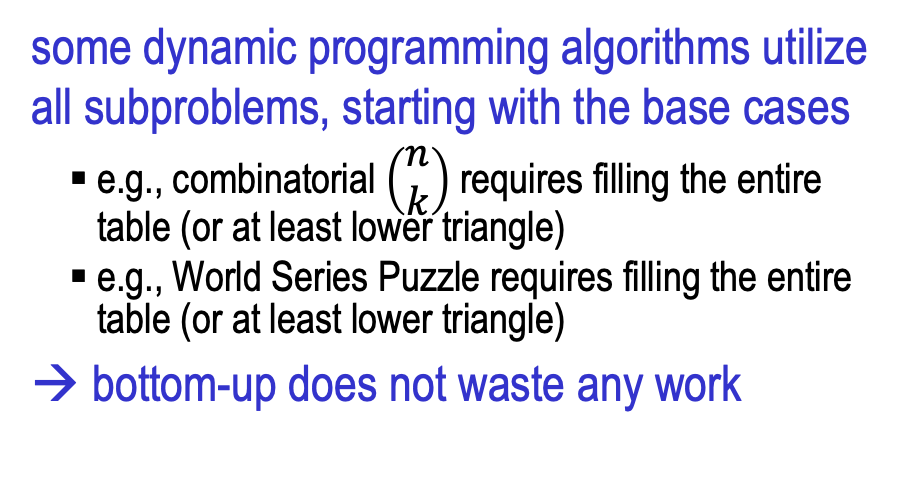 some dynamic programming algorithms utilize
all subproblems, starting with the base cases
▪ e.g., combinatorial (n k) requires filling the entire
table (or at least lower triangle)
▪ e.g., World Series Puzzle requires filling the entire
table (or at least lower triangle)
→ bottom-up does not waste any work